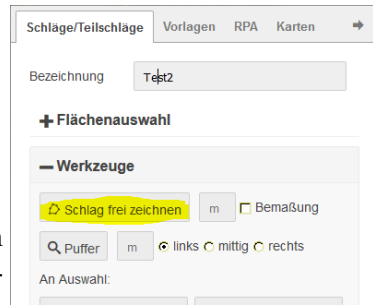 Schläge/Teilschläge Vorlagen RPA Karten
Bezeichnung Test2
Flächenauswahl
Werkzeuge
Schlag frei zeichnen m Bemaßung
Puffer m links mittig rechts
An Auswahl: